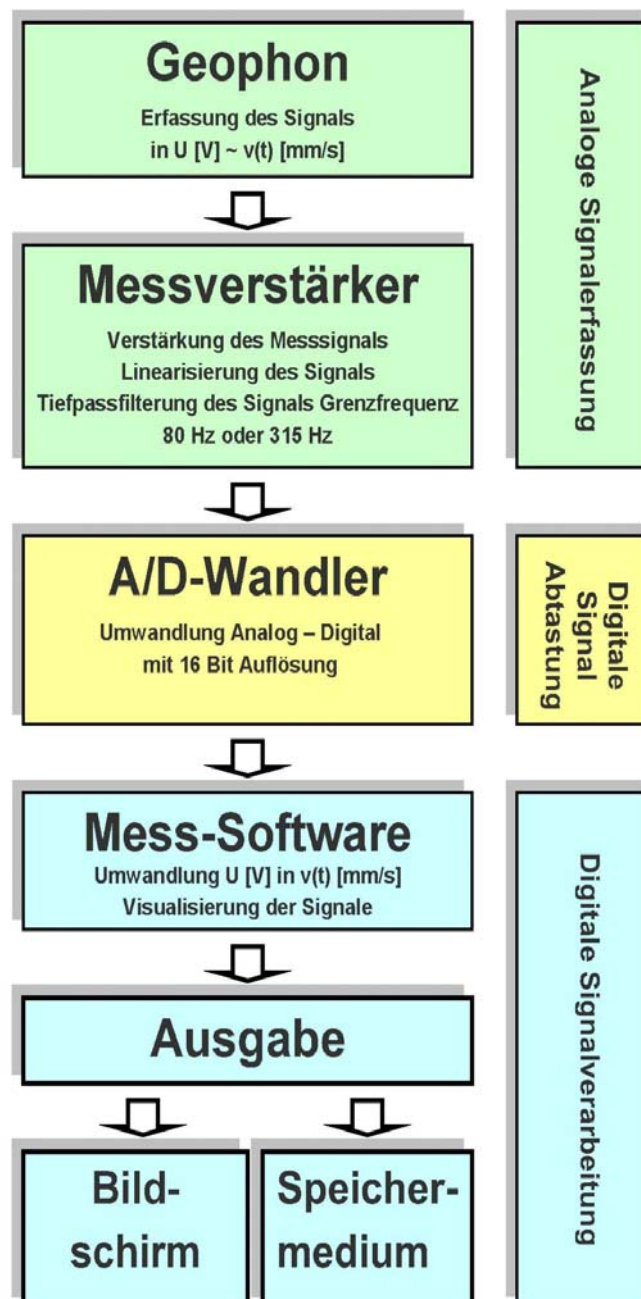 Geophon
Erfassung des Signals
in U [V] ~ v(t) [mm/s]
Messverstärker
Verstärkung des Messsignals
Linearisierung des Signals
Tiefpassfilterung des Signals Grenzfrequenz
80 Hz oder 315 Hz
Analoge Signalerfassung
A/D-Wandler
Umwandlung Analog – Digital
mit 16 Bit Auflösung
Digitale
Signal
Abtastung
Mess-Software
Umwandlung U [V] in v(t) [mm/s]
Visualisierung der Signale
Ausgabe
Bild-
schirm
Speicher-
medium
Digitale Signalverarbeitung